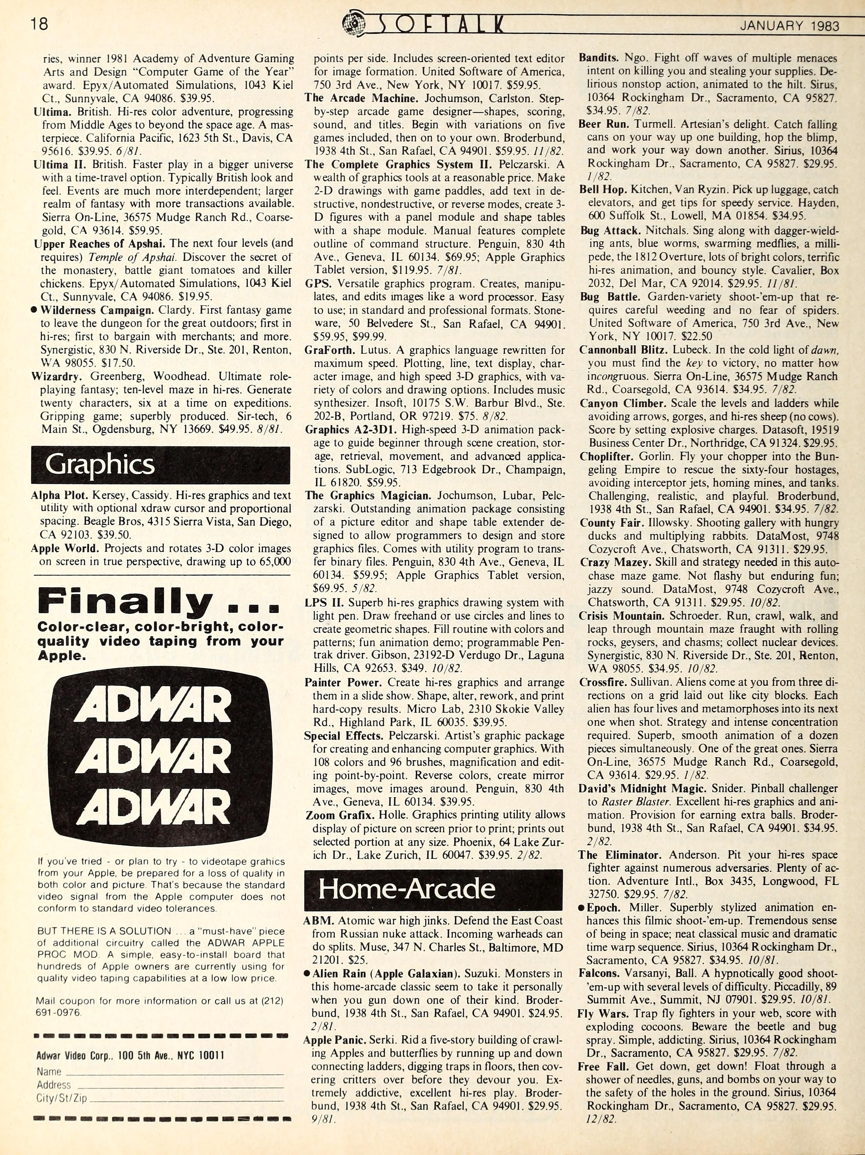 18
SOFTALK
JANUARY 1983
ries, winner 1981 Academy of Adventure Gaming
Arts and Design “Computer Game of the Year”
award. Epyx/Automated Simulations, 1043 Kiel
Ct., Sunnyvale, CA 94086. $39.95.
Ultima. British. Hi-res color adventure, progressing
from Middle Ages to beyond the space age. A mas-
terpiece. California Pacific, 1623 5th St., Davis, CA
95616. $39.95. 6/81.
Ultima II. British. Faster play in a bigger universe
with a time-travel option. Typically British look and
feel. Events are much more interdependent; larger
realm of fantasy with more transactions available.
Sierra On-Line, 36575 Mudge Ranch Rd., Coarse-
gold, CA 93614. $59.95.
Upper Reaches of Apshai. The next four levels (and
requires) Temple of Apshai. Discover the secret of
the monastery, battle giant tomatoes and killer
chickens. Epyx/Automated Simulations, 1043 Kiel
Ct., Sunnyvale, CA 94086. $19.95.
● Wilderness Campaign. Clardy. First fantasy game
to leave the dungeon for the great outdoors; first in
hi-res; first to bargain with merchants; and more.
Synergistic, 830 N. Riverside Dr., Ste. 201, Renton,
WA 98055. $17.50.
Wizardry. Greenberg, Woodhead. Ultimate role-
playing fantasy; ten-level maze in hi-res. Generate
twenty characters, six at a time on expeditions.
Gripping game; superbly produced. Sir-tech, 6
Main St., Ogdensburg, NY 13669. $49.95. 8/81.
Graphics
Alpha Plot. Kersey, Cassidy. Hi-res graphics and text
utility with optional xdraw cursor and proportional
spacing. Beagle Bros, 4315 Sierra Vista, San Diego,
CA 92103. $39.50.
Apple World. Projects and rotates 3-D color images
on screen in true perspective, drawing up to 65,000
Finally ...
Color-clear, color-bright, color-
quality video taping from your
Apple.
ADWAR
ADWAR
ADWAR
If you've tried - or plan to try - to videotape grahics
from your Apple, be prepared for a loss of quality in
both color and picture. That's because the standard
video signal from the Apple computer does not
conform to standard video tolerances.
BUT THERE IS A SOLUTION ... a "must-have" piece
of additional circuitry called the ADWAR APPLE
PROC MOD. A simple, easy-to-install board that
hundreds of Apple owners are currently using for
quality video taping capabilities at a low low price.
Mail coupon for more information or call us at (212)
691-0976.
Adwar Video Corp., 100 5th Ave., NYC 10011
Name
Address
City/St/Zip
points per side. Includes screen-oriented text editor
for image formation. United Software of America,
750 3rd Ave., New York, NY 10017. $59.95.
The Arcade Machine. Jochumson, Carlston. Step-
by-step arcade game designer—shapes, scoring,
sound, and titles. Begin with variations on five
games included, then on to your own. Broderbund,
1938 4th St., San Rafael, CA 94901. $59.95. 11/82.
The Complete Graphics System II. Pelczarski. A
wealth of graphics tools at a reasonable price. Make
2-D drawings with game paddles, add text in de-
structive, nondestructive, or reverse modes, create 3-
D figures with a panel module and shape tables
with a shape module. Manual features complete
outline of command structure. Penguin, 830 4th
Ave., Geneva, IL 60134. $69.95; Apple Graphics
Tablet version, $119.95. 7/81.
GPS. Versatile graphics program. Creates, manipu-
lates, and edits images like a word processor. Easy
to use; in standard and professional formats. Stone-
ware, 50 Belvedere St., San Rafael, CA 94901.
$59.95, $99.99.
GraForth. Lutus. A graphics language rewritten for
maximum speed. Plotting, line, text display, char-
acter image, and high speed 3-D graphics, with va-
riety of colors and drawing options. Includes music
synthesizer. Insoft, 10175 S.W. Barbur Blvd., Ste.
202-B, Portland, OR 97219. $75. 8/82.
Graphics A2-3D1. High-speed 3-D animation pack-
age to guide beginner through scene creation, stor-
age, retrieval, movement, and advanced applica-
tions. SubLogic, 713 Edgebrook Dr., Champaign,
IL 61820. $59.95.
The Graphics Magician. Jochumson, Lubar, Pelc-
zarski. Outstanding animation package consisting
of a picture editor and shape table extender de-
signed to allow programmers to design and store
graphics files. Comes with utility program to trans-
fer binary files. Penguin, 830 4th Ave., Geneva, IL
60134. $59.95; Apple Graphics Tablet version,
$69.95. 5/82.
LPS II. Superb hi-res graphics drawing system with
light pen. Draw freehand or use circles and lines to
create geometric shapes. Fill routine with colors and
patterns; fun animation demo; programmable Pen-
trak driver. Gibson, 23192-D Verdugo Dr., Laguna
Hills, CA 92653. $349. 10/82.
Painter Power. Create hi-res graphics and arrange
them in a slide show. Shape, alter, rework, and print
hard-copy results. Micro Lab, 2310 Skokie Valley
Rd., Highland Park, IL 60035. $39.95.
Special Effects. Pelczarski. Artist's graphic package
for creating and enhancing computer graphics. With
108 colors and 96 brushes, magnification and edit-
ing point-by-point. Reverse colors, create mirror
images, move images around. Penguin, 830 4th
Ave., Geneva, IL 60134. $39.95.
Zoom Grafix. Holle. Graphics printing utility allows
display of picture on screen prior to print; prints out
selected portion at any size. Phoenix, 64 Lake Zur-
ich Dr., Lake Zurich, IL 60047. $39.95. 2/82.
Home-Arcade
ABM. Atomic war high jinks. Defend the East Coast
from Russian nuke attack. Incoming warheads can
do splits. Muse, 347 N. Charles St., Baltimore, MD
21201. $25.
● Alien Rain (Apple Galaxian). Suzuki. Monsters in
this home-arcade classic seem to take it personally
when you gun down one of their kind. Broder-
bund, 1938 4th St., San Rafael, CA 94901. $24.95.
2/81.
Apple Panic. Serki. Rid a five-story building of crawl-
ing Apples and butterflies by running up and down
connecting ladders, digging traps in floors, then cov-
ering critters over before they devour you. Ex-
tremely addictive, excellent hi-res play. Broder-
bund, 1938 4th St., San Rafael, CA 94901. $29.95.
9/81.
Bandits. Ngo. Fight off waves of multiple menaces
intent on killing you and stealing your supplies. De-
lirious nonstop action, animated to the hilt. Sirus,
10364 Rockingham Dr., Sacramento, CA 95827.
$34.95. 7/82.
Beer Run. Turmell. Artesian's delight. Catch falling
cans on your way up one building, hop the blimp,
and work your way down another. Sirius, 10364
Rockingham Dr., Sacramento, CA 95827. $29.95.
1/82.
Bell Hop. Kitchen, Van Ryzin. Pick up luggage, catch
elevators, and get tips for speedy service. Hayden,
600 Suffolk St., Lowell, MA 01854. $34.95.
Bug Attack. Nitchals. Sing along with dagger-wield-
ing ants, blue worms, swarming medflies, a milli-
pede, the 1812 Overture, lots of bright colors, terrific
hi-res animation, and bouncy style. Cavalier, Box
2032, Del Mar, CA 92014. $29.95. 11/81.
Bug Battle. Garden-variety shoot-'em-up that re-
quires careful weeding and no fear of spiders.
United Software of America, 750 3rd Ave., New
York, NY 10017. $22.50
Cannonball Blitz. Lubeck. In the cold light of dawn,
you must find the key to victory, no matter how
incongruous. Sierra On-Line, 36575 Mudge Ranch
Rd., Coarsegold, CA 93614. $34.95. 7/82.
Canyon Climber. Scale the levels and ladders while
avoiding arrows, gorges, and hi-res sheep (no cows).
Score by setting explosive charges. Datasoft, 19519
Business Center Dr., Northridge, CA 91324. $29.95.
Choplifter. Gorlin. Fly your chopper into the Bun-
geling Empire to rescue the sixty-four hostages,
avoiding interceptor jets, homing mines, and tanks.
Challenging, realistic, and playful. Broderbund,
1938 4th St., San Rafael, CA 94901. $34.95. 7/82.
County Fair. Illowsky. Shooting gallery with hungry
ducks and multiplying rabbits. DataMost, 9748
Cozycroft Ave., Chatsworth, CA 91311. $29.95.
Crazy Mazey. Skill and strategy needed in this auto-
chase maze game. Not flashy but enduring fun;
jazzy sound. DataMost, 9748 Cozycroft Ave.,
Chatsworth, CA 91311. $29.95. 10/82.
Crisis Mountain. Schroeder. Run, crawl, walk, and
leap through mountain maze fraught with rolling
rocks, geysers, and chasms; collect nuclear devices.
Synergistic, 830 N. Riverside Dr., Ste. 201, Renton,
WA 98055. $34.95. 10/82.
Crossfire. Sullivan. Aliens come at you from three di-
rections on a grid laid out like city blocks. Each
alien has four lives and metamorphoses into its next
one when shot. Strategy and intense concentration
required. Superb, smooth animation of a dozen
pieces simultaneously. One of the great ones. Sierra
On-Line, 36575 Mudge Ranch Rd., Coarsegold,
CA 93614. $29.95. 1/82.
David's Midnight Magic. Snider. Pinball challenger
to Raster Blaster. Excellent hi-res graphics and ani-
mation. Provision for earning extra balls. Broder-
bund, 1938 4th St., San Rafael, CA 94901. $34.95.
2/82.
The Eliminator. Anderson. Pit your hi-res space
fighter against numerous adversaries. Plenty of ac-
tion. Adventure Intl., Box 3435, Longwood, FL
32750. $29.95. 7/82.
● Epoch. Miller. Superbly stylized animation en-
hances this filmic shoot-'em-up. Tremendous sense
of being in space; neat classical music and dramatic
time warp sequence. Sirius, 10364 Rockingham Dr.,
Sacramento, CA 95827. $34.95. 10/81.
Falcons. Varsanyi, Ball. A hypnotically good shoot-
'em-up with several levels of difficulty. Piccadilly, 89
Summit Ave., Summit, NJ 07901. $29.95. 10/81.
Fly Wars. Trap fly fighters in your web, score with
exploding cocoons. Beware the beetle and bug
spray. Simple, addicting. Sirius, 10364 Rockingham
Dr., Sacramento, CA 95827. $29.95. 7/82.
Free Fall. Get down, get down! Float through a
shower of needles, guns, and bombs on your way to
the safety of the holes in the ground. Sirius, 10364
Rockingham Dr., Sacramento, CA 95827. $29.95.
12/82.